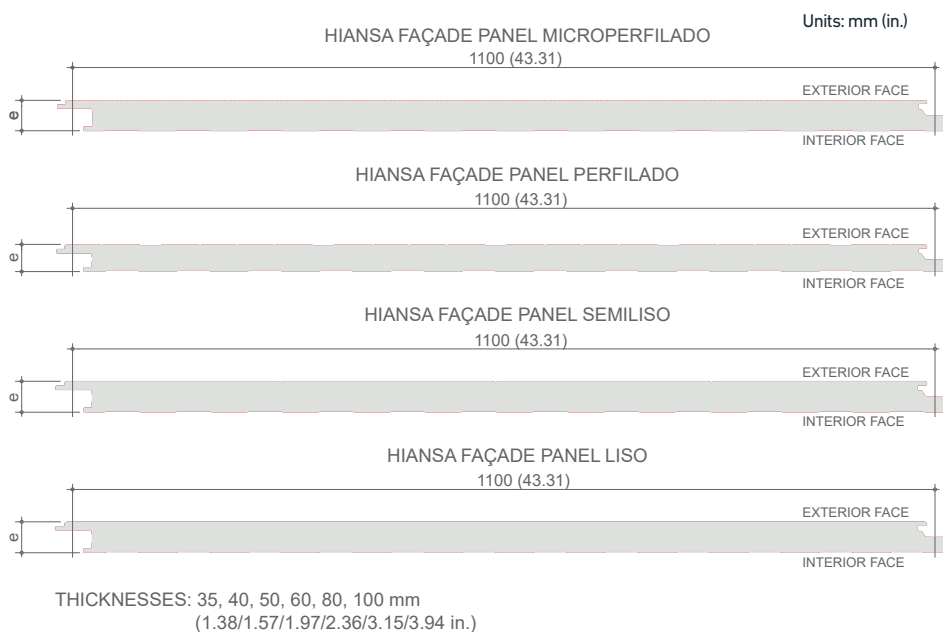 Units: mm (in.)
HIANSA FAÇADE PANEL MICROPERFILADO
1100 (43.31)
EXTERIOR FACE
e
INTERIOR FACE
HIANSA FAÇADE PANEL PERFILADO
1100 (43.31)
EXTERIOR FACE
e
INTERIOR FACE
HIANSA FAÇADE PANEL SEMILISO
1100 (43.31)
EXTERIOR FACE
e
INTERIOR FACE
HIANSA FAÇADE PANEL LISO
1100 (43.31)
EXTERIOR FACE
e
INTERIOR FACE
THICKNESSES: 35, 40, 50, 60, 80, 100 mm
(1.38/1.57/1.97/2.36/3.15/3.94 in.)